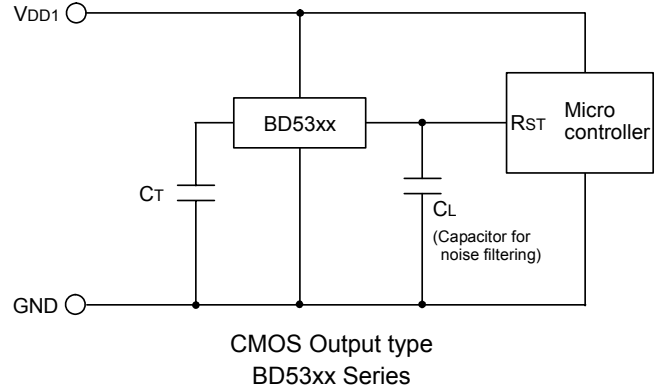 VDD1
BD53xx
RST
Micro
controller
CT
CL
(Capacitor for
noise filtering)
GND
CMOS Output type
BD53xx Series